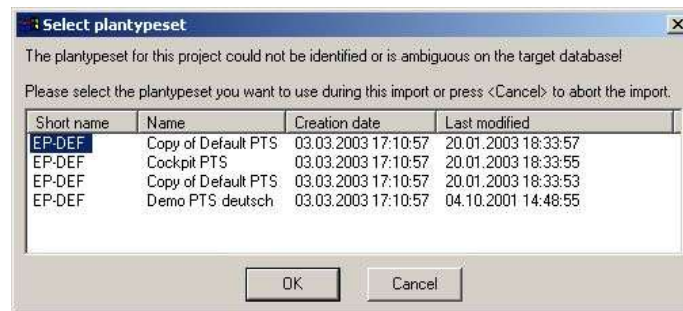 Select plantypeset
The plantypeset for this project could not be identified or is ambiguous on the target database!
Please select the plantypeset you want to use during this import or press <Cancel> to abort the import.
Short name Name Creation date Last modified
EP-DEF Copy of Default PTS 03.03.2003 17:10:57 20.01.2003 18:33:57
EP-DEF Cockpit PTS 03.03.2003 17:10:57 20.01.2003 18:33:55
EP-DEF Copy of Default PTS 03.03.2003 17:10:57 20.01.2003 18:33:53
EP-DEF Demo PTS deutsch 03.03.2003 17:10:57 04.10.2001 14:48:55
OK Cancel